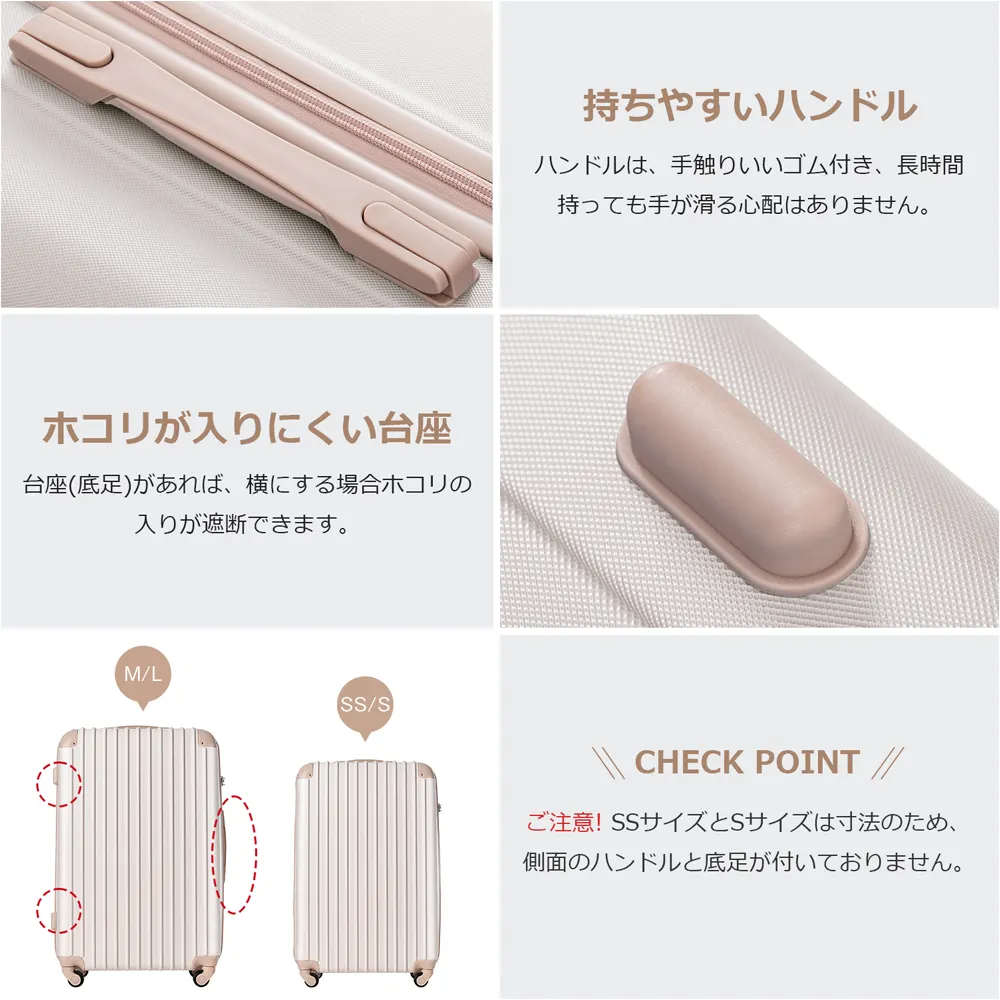 持ちやすいハンドル
ハンドルは、手触りいいゴム付き、長時間
持っても手が滑る心配はありません。
ホコリが入りにくい台座
台座(底足)があれば、横にする場合ホコリの
入りが遮断できます。
M/L
SS/S
CHECK POINT
ご注意! SSサイズとSサイズは寸法のため、
側面のハンドルと底足が付いておりません。